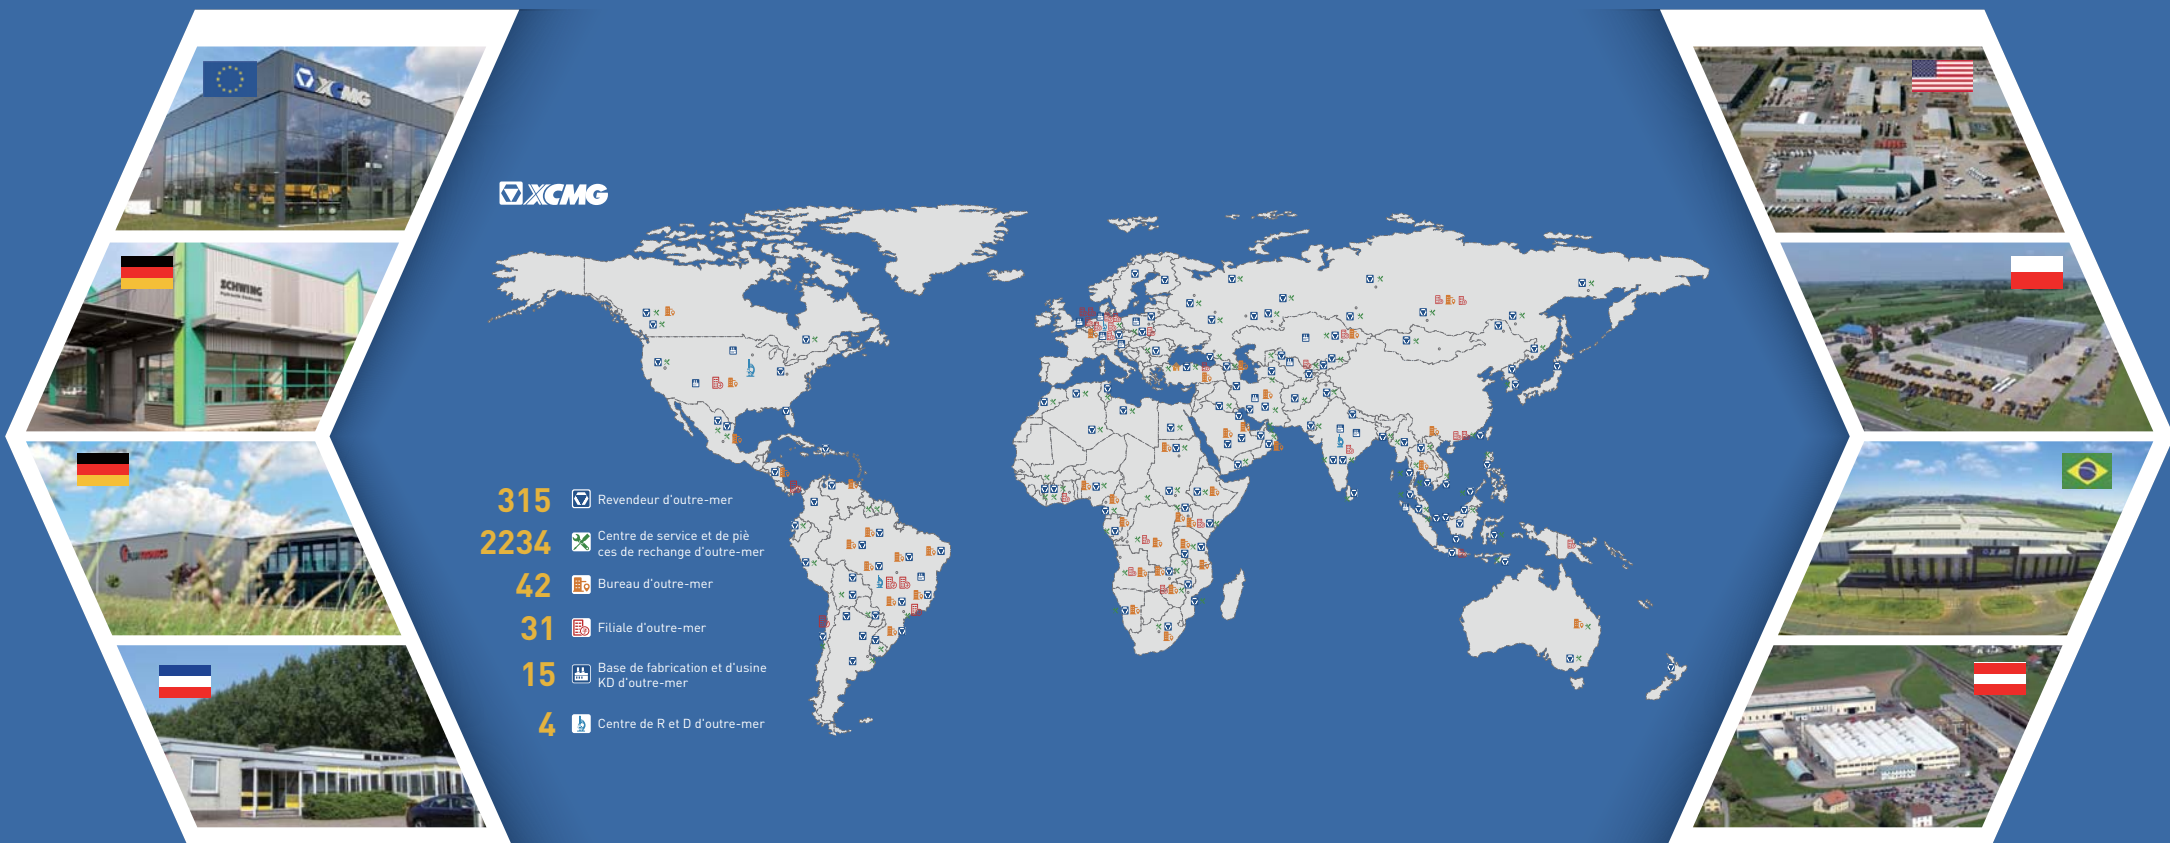 XCMG
SCHWING
XCMG
315 Revendeur d'outre-mer
2234 Centre de service et de piè
ces de rechange d'outre-mer
42 Bureau d'outre-mer
31 Filiale d'outre-mer
15 Base de fabrication et d'usine
KD d'outre-mer
4 Centre de R et D d'outre-mer
XCMG